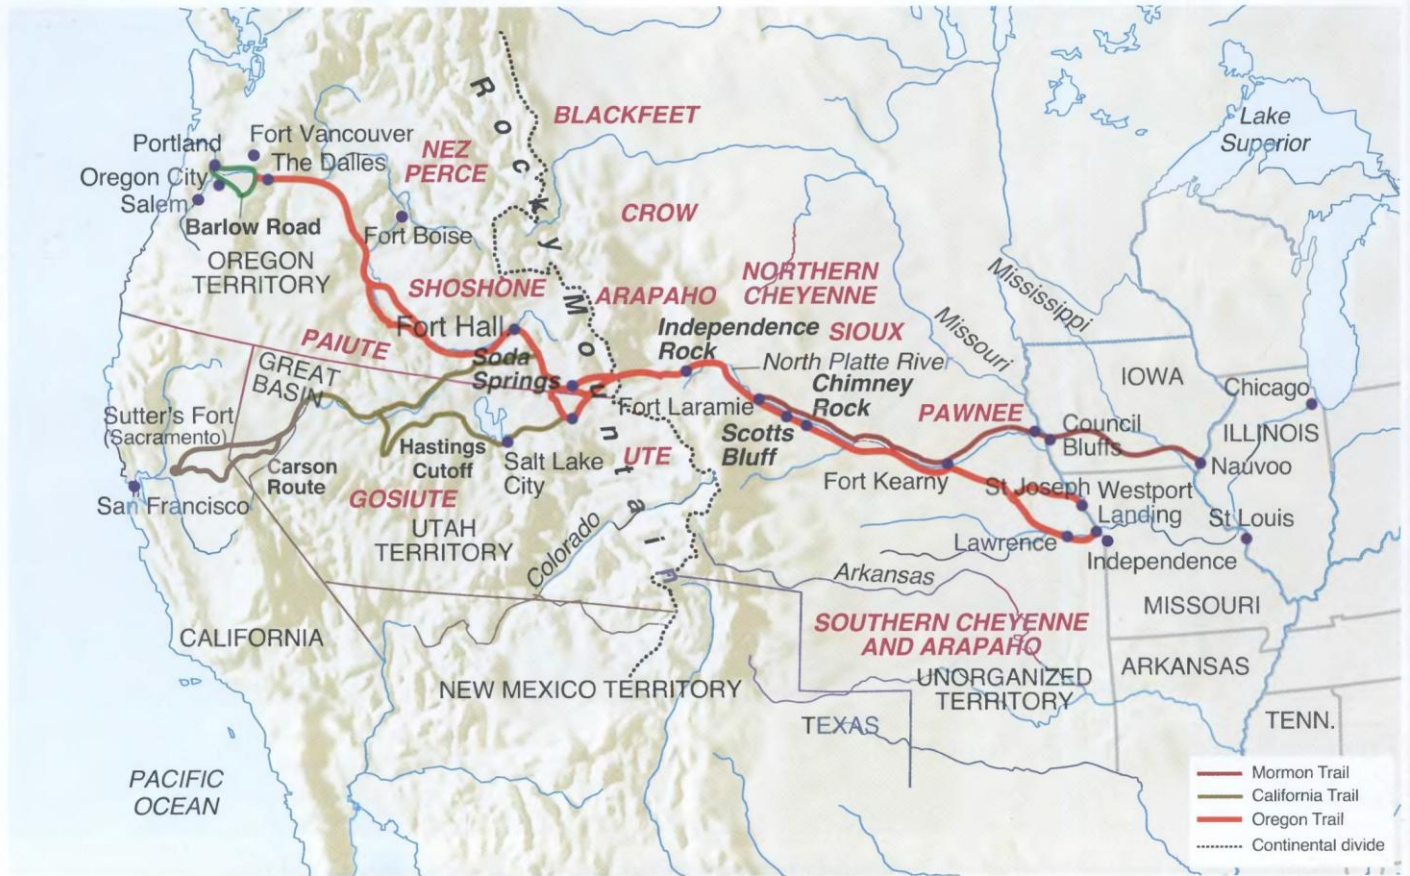 Rocky Mountai
BLACKFEET
Lake
Superior
Portland
Fort Vancouver
The Dalles
NEZ
PERCE
Oregon City
Salem
CROW
Barlow Road
Fort Boise
OREGON
TERRITORY
NORTHERN
CHEYENNE
Mississippi
SHOSHONE
ARAPAHO
Missouri
Fort Hall
Independence
Rock
SIOUX
PAIUTE
Soda
Springs
North Platte River
GREAT
BASIN
Chimney
Rock
IOWA
Chicago
Fort Laramie
PAWNEE
Sutter's Fort
(Sacramento)
Council
Bluffs
ILLINOIS
Scotts
Bluff
Hastings
Cutoff
UTE
Salt Lake
City
Nauvoo
Carson
Route
Fort Kearny
St Joseph
Westport
Landing
GOSIUTE
San Francisco
St Louis
UTAH
TERRITORY
Colorado
Lawrence
Independence
Arkansas
MISSOURI
SOUTHERN CHEYENNE
AND ARAPAHO
CALIFORNIA
ARKANSAS
NEW MEXICO TERRITORY
UNORGANIZED
TERRITORY
TEXAS
TENN.
PACIFIC
OCEAN
Mormon Trail
California Trail
Oregon Trail
Continental divide